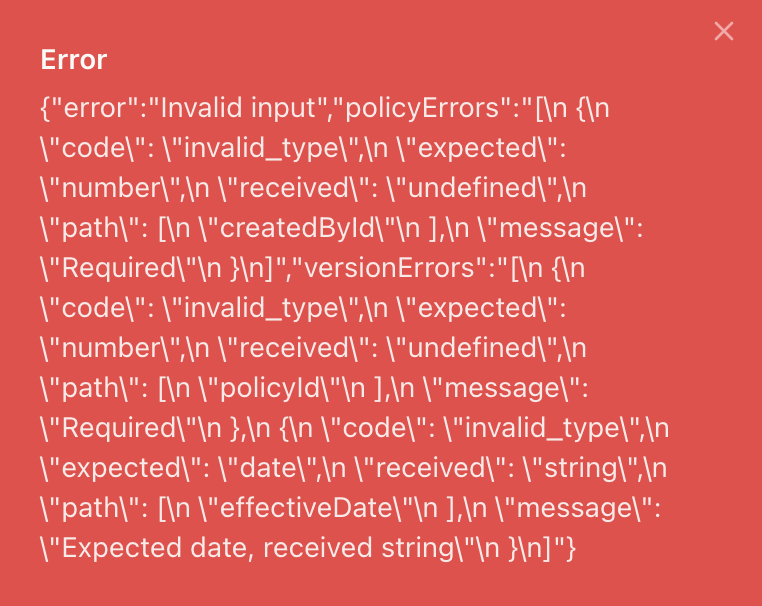 Error
{"error":"Invalid input","policyErrors":"[\n {\n
\"code\": \"invalid_type\",\n \"expected\":
\"number\",\n \"received\": \"undefined\",\n
\"path\": [\n \"createdById\"\n ],\n \"message\":
\"Required\"\n }\n]","versionErrors":"[\n {\n
\"code\": \"invalid_type\",\n \"expected\":
\"number\",\n \"received\": \"undefined\",\n
\"path\": [\n \"policyId\"\n ],\n \"message\":
\"Required\"\n },\n {\n \"code\": \"invalid_type\",\n
\"expected\": \"date\",\n \"received\": \"string\",\n
\"path\": [\n \"effectiveDate\"\n ],\n \"message\":
\"Expected date, received string\"\n }\n]"}